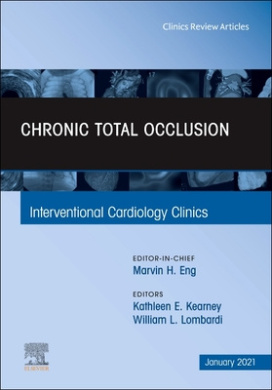 Clinics Review Articles
CHRONIC TOTAL OCCLUSION
Interventional Cardiology Clinics
EDITOR-IN-CHIEF
Marvin H. Eng
EDITORS
Kathleen E. Kearney
William L. Lombardi
ELSEVIER
January 2021